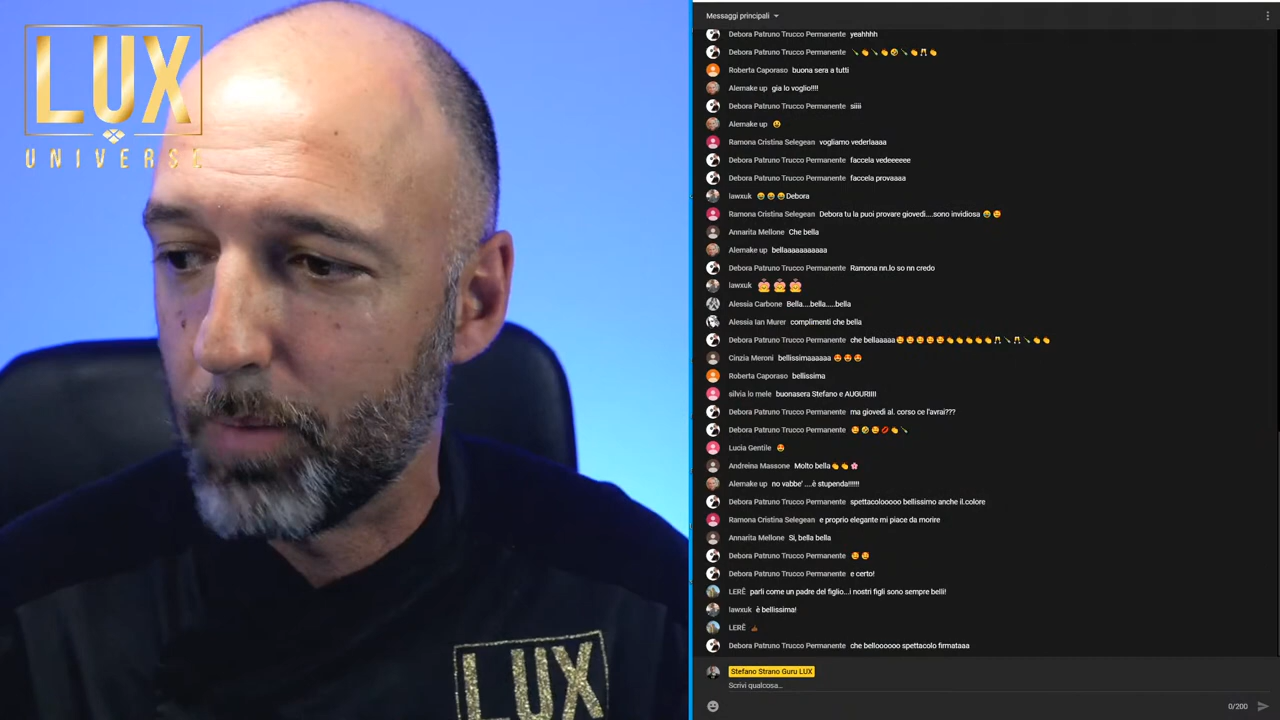 LUX
UNIVERSAL
LUX
Messaggi principali
Debora Patruno Trucco Permanente yeahhhh
Debora Patruno Trucco Permanente
Roberta Caporaso buona sera a tutti
Alemake up gia lo voglio!!!!
Debora Patruno Trucco Permanente siiii
Alemake up
Ramona Cristina Selegean vogliamo vederlaaaa
Debora Patruno Trucco Permanente faccela vedeeeeee
Debora Patruno Trucco Permanente faccela provaaaa
lawxuk Debora
Ramona Cristina Selegean Debora tu la puoi provare giovedi....sono invidiosa
Annarita Mellone Che bella
Alemake up bellaaaaaaaaaaa
Debora Patruno Trucco Permanente Ramona nn.lo so nn credo
lawxuk
Alessia Carbone Bella....bella.....bella
Alessia Ian Murer complimenti che bella
Debora Patruno Trucco Permanente che bellaaaaa
Cinzia Meroni bellissimaaaaaa
Roberta Caporaso bellissima
silvia lo mele buonasera Stefano e AUGURIIII
Debora Patruno Trucco Permanente ma giovedì al. corso ce l'avrai???
Debora Patruno Trucco Permanente
Lucia Gentile
Andreina Massone Molto bella
Alemake up no vabbe' ....è stupenda!!!!!!
Debora Patruno Trucco Permanente spettacolooooo bellissimo anche il.colore
Ramona Cristina Selegean e proprio elegante mi piace da morire
Annarita Mellone Si, bella bella
Debora Patruno Trucco Permanente
Debora Patruno Trucco Permanente e certo!
LERÊ parli come un padre del figlio...i nostri figli sono sempre belli!
lawxuk è bellissima!
LERÊ
Debora Patruno Trucco Permanente che belloooooo spettacolo firmataaa
Stefano Strano Guru LUX
Scrivi qualcosa...
0/200